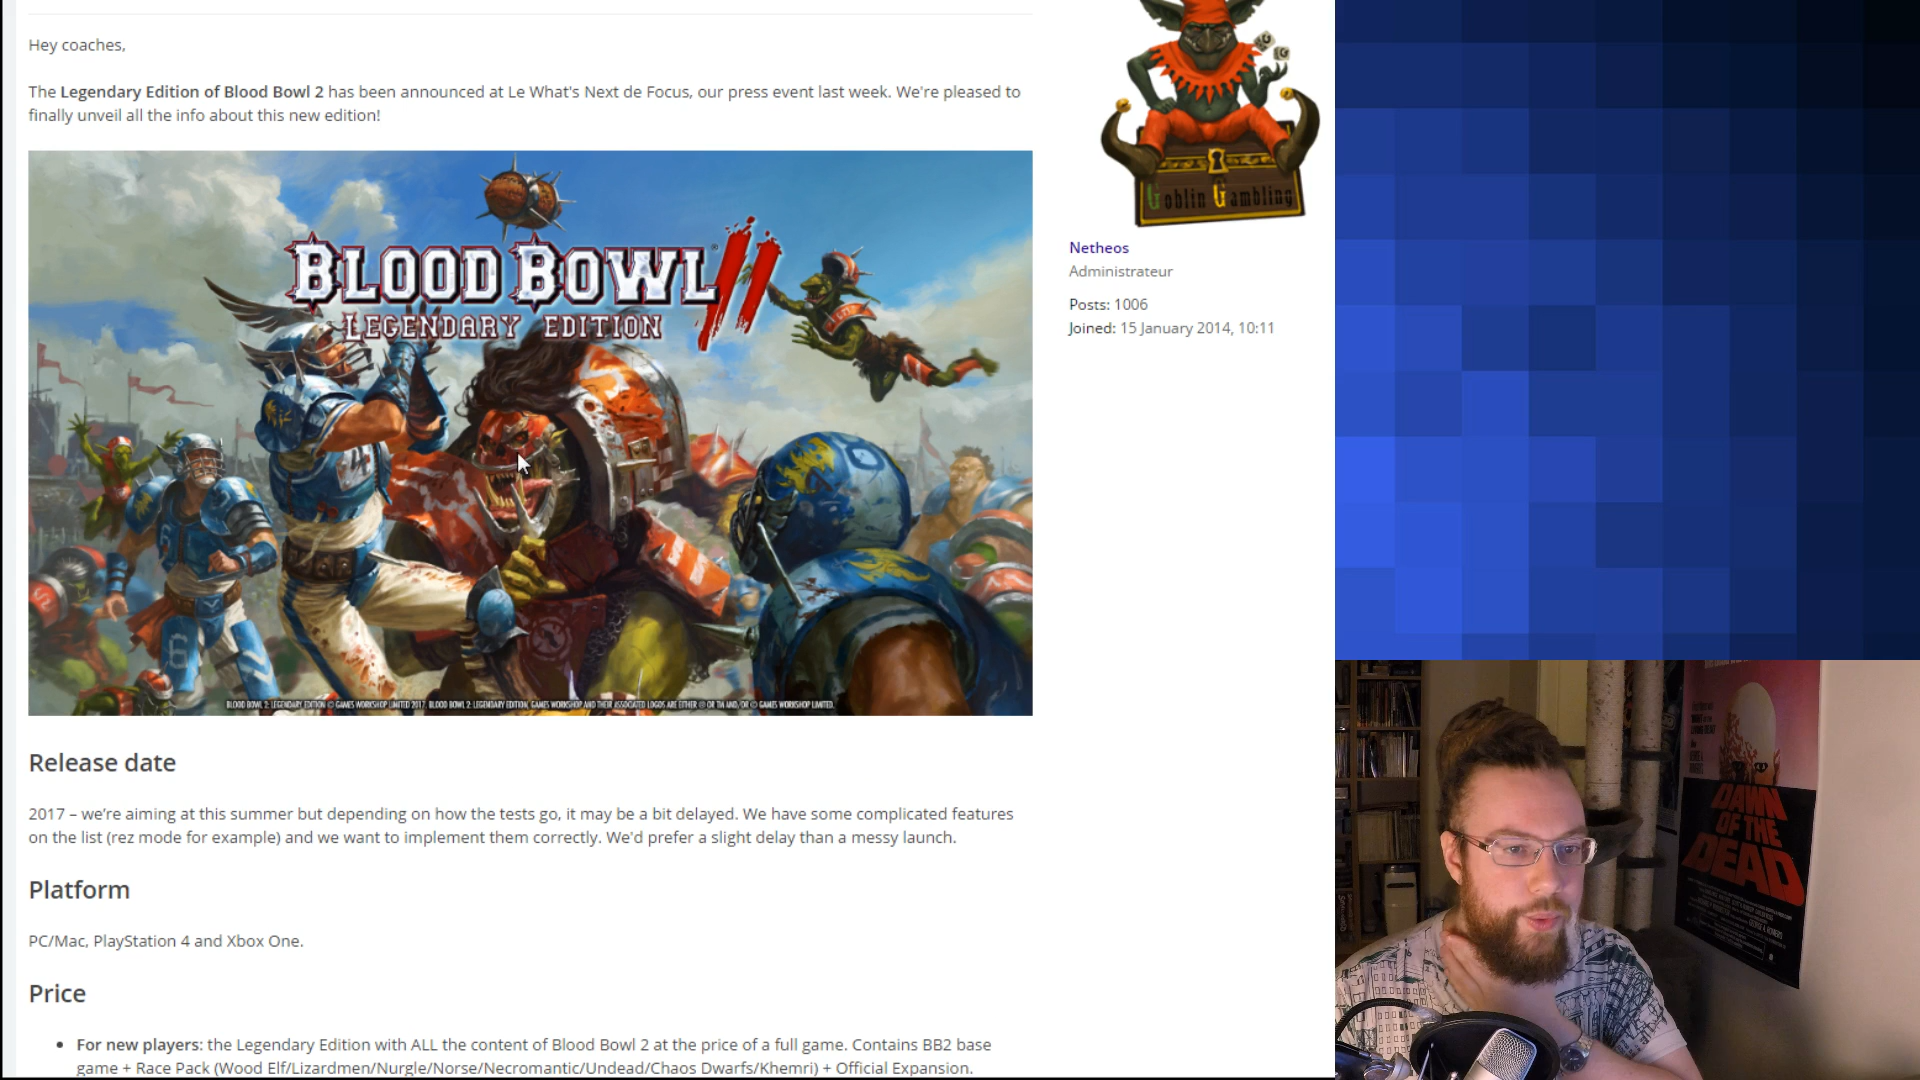 Hey coaches,
The Legendary Edition of Blood Bowl 2 has been announced at Le What's Next de Focus, our press event last week. We're pleased to
finally unveil all the info about this new edition!
BLOOD BOWL II
LEGENDARY EDITION
BLOOD BOWL 2: LEGENDARY EDITION © GAMES WORKSHOP LIMITED 2017. BLOOD BOWL 2: LEGENDARY EDITION, GAMES WORKSHOP AND THEIR ASSOCIATED LOGOS ARE EITHER ® OR TM AND/OR © GAMES WORKSHOP LIMITED.
Release date
2017 – we're aiming at this summer but depending on how the tests go, it may be a bit delayed. We have some complicated features
on the list (rez mode for example) and we want to implement them correctly. We'd prefer a slight delay than a messy launch.
Platform
PC/Mac, PlayStation 4 and Xbox One.
Price
• For new players: the Legendary Edition with ALL the content of Blood Bowl 2 at the price of a full game. Contains BB2 base
game + Race Pack (Wood Elf/Lizardmen/Nurgle/Norse/Necromantic/Undead/Chaos Dwarfs/Khemri) + Official Expansion.
Goblin Gambling
Netheos
Administrateur
Posts: 1006
Joined: 15 January 2014, 10:11
DAWN
OF THE
DEAD